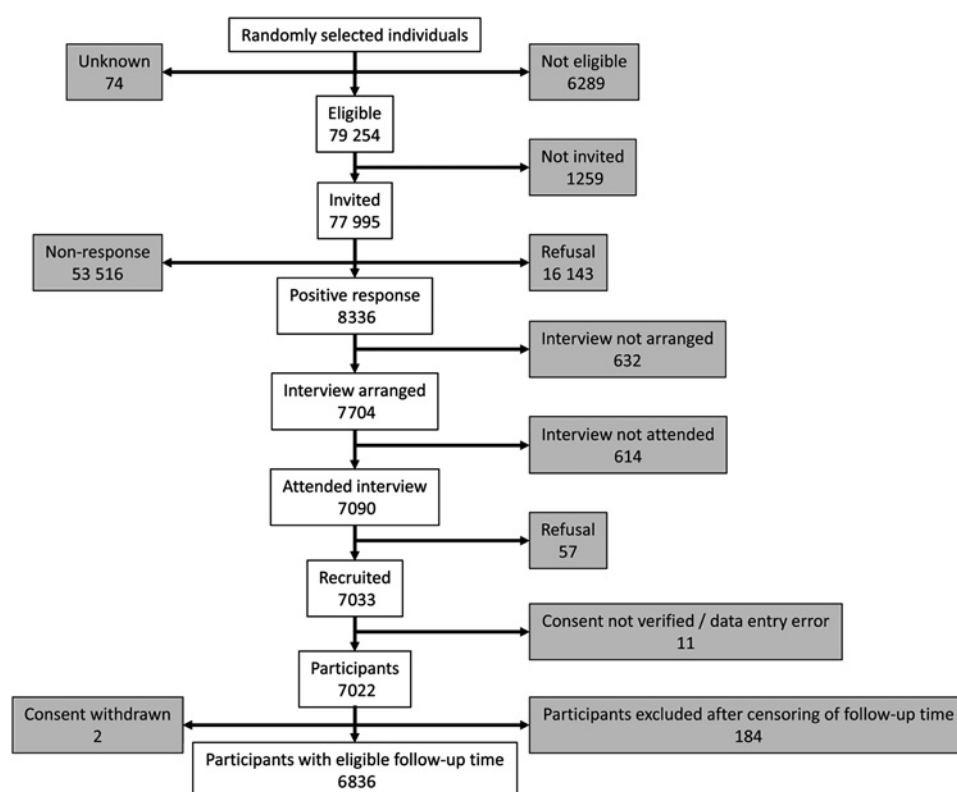 Randomly selected individuals
Unknown
74
Not eligible
6289
Eligible
79 254
Not invited
1259
Invited
77 995
Non-response
53 516
Refusal
16 143
Positive response
8336
Interview not arranged
632
Interview arranged
7704
Interview not attended
614
Attended interview
7090
Refusal
57
Recruited
7033
Consent not verified / data entry error
11
Participants
7022
Consent withdrawn
2
Participants excluded after censoring of follow-up time
184
Participants with eligible follow-up time
6836